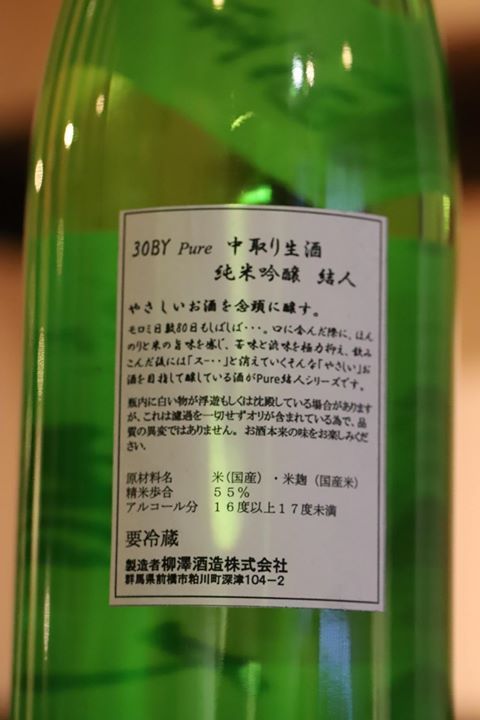 30BY Pure 中取り生酒
純米吟醸 結人
やさしいお酒を念頭に醸す。
モロミ日数80日もしばしば・・・。口に含んだ際に、ほん
のりと米の旨味を感じ、苦味と渋味を極力抑え、飲み
こんだ後には「スー・・」と消えていくそんな「やさしい」お
酒を目指して醸している酒がPure結人シリーズです。
瓶内に白い物が浮遊もしくは沈殿している場合があります
が、これは濾過を一切せずオリが含まれている為で、品
質の異変ではありません。お酒本来の味をお楽しみくだ
さい。
原材料名 米(国産)・米麹(国産米)
精米歩合 55%
アルコール分 16度以上17度未満
要冷蔵
製造者柳澤酒造株式会社
群馬県前橋市粕川町深津104-2